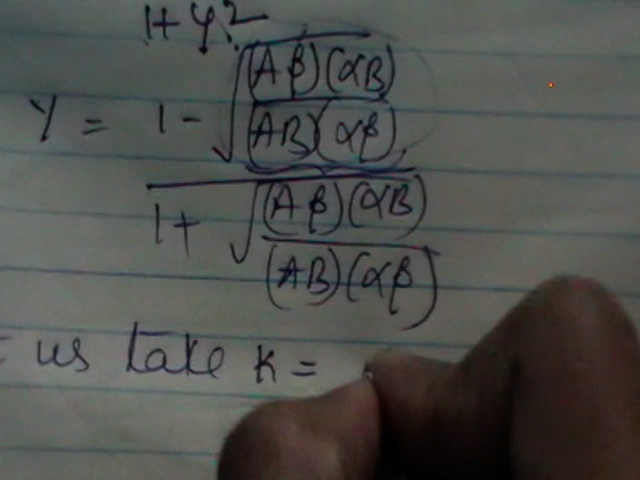 1+Y²
Y = 1 - √(Aβ)(αB)
(AB)(αβ)
1+ √(Aβ)(αB)
(AB)(αβ)
us take K =